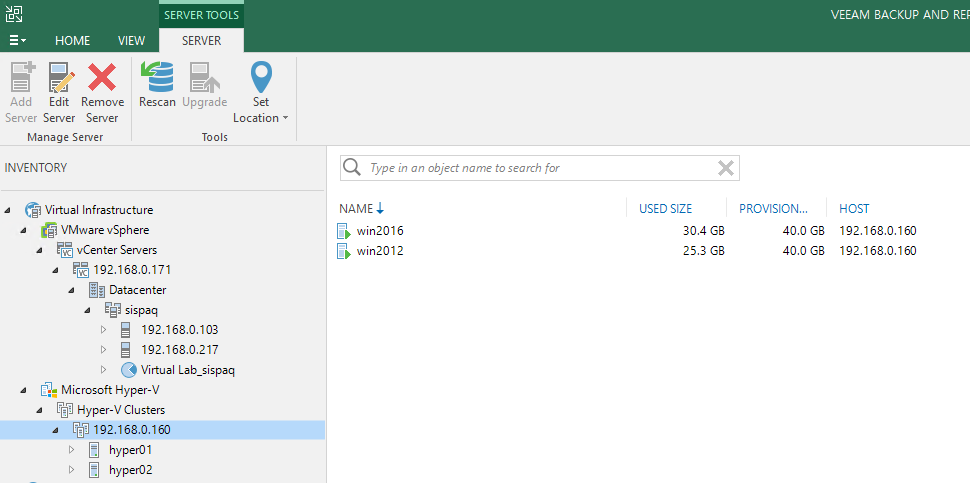 SERVER TOOLS
VEEAM BACKUP AND REP
HOME VIEW SERVER
Add Server
Edit Server
Remove Server
Rescan
Upgrade
Set Location
Manage Server
Tools
INVENTORY
Type in an object name to search for
Virtual Infrastructure
VMware vSphere
vCenter Servers
192.168.0.171
Datacenter
sispaq
192.168.0.103
192.168.0.217
Virtual Lab_sispaq
Microsoft Hyper-V
Hyper-V Clusters
192.168.0.160
hyper01
hyper02
NAME USED SIZE PROVISION... HOST
win2016 30.4 GB 40.0 GB 192.168.0.160
win2012 25.3 GB 40.0 GB 192.168.0.160